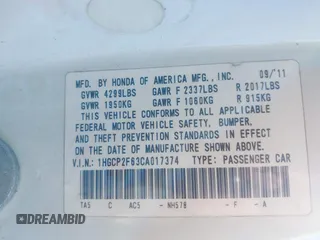 MFD. BY HONDA OF AMERICA MFG., INC. 09/11
GVWR 4299LBS GAWR F 2337LBS R 2017LBS
GVWR 1950KG GAWR F 1060KG R 915KG
THIS VEHICLE CONFORMS TO ALL APPLICABLE
FEDERAL MOTOR VEHICLE SAFETY, BUMPER,
AND THEFT PREVENTION STANDARDS IN EFFECT
ON THE DATE OF MANUFACTURE SHOWN ABOVE.
V.I.N.: 1HGCP2F63CA017374 TYPE: PASSENGER CAR
TA5 C AC5 - NH578 - F - A
DREAMBID